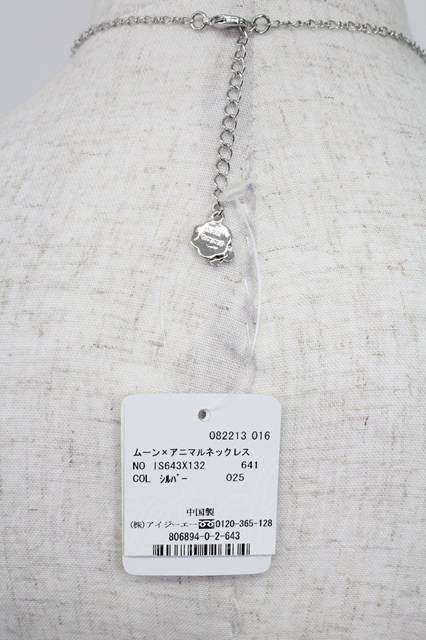 082213 016
ムーン×アニマルネックレス
NO IS643X132 641
COL シルバー 025
中国製
(株)アイジーエー 0120-365-128
806894-0-2-643